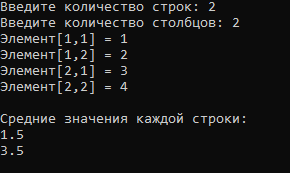 Введите количество строк: 2
Введите количество столбцов: 2
Элемент[1,1] = 1
Элемент[1,2] = 2
Элемент[2,1] = 3
Элемент[2,2] = 4
Средние значения каждой строки:
1.5
3.5